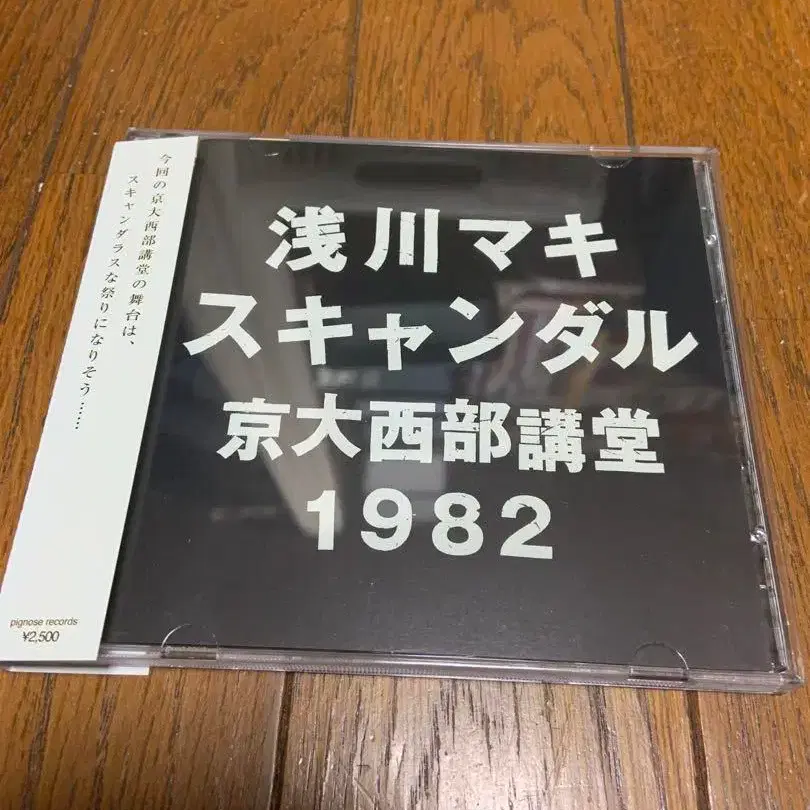 今回の京大西部講堂の舞台は、
スキャンダラスな祭りになりそう……
pignose records
¥2,500
浅川マキ
スキャンダル
京大西部講堂
1982